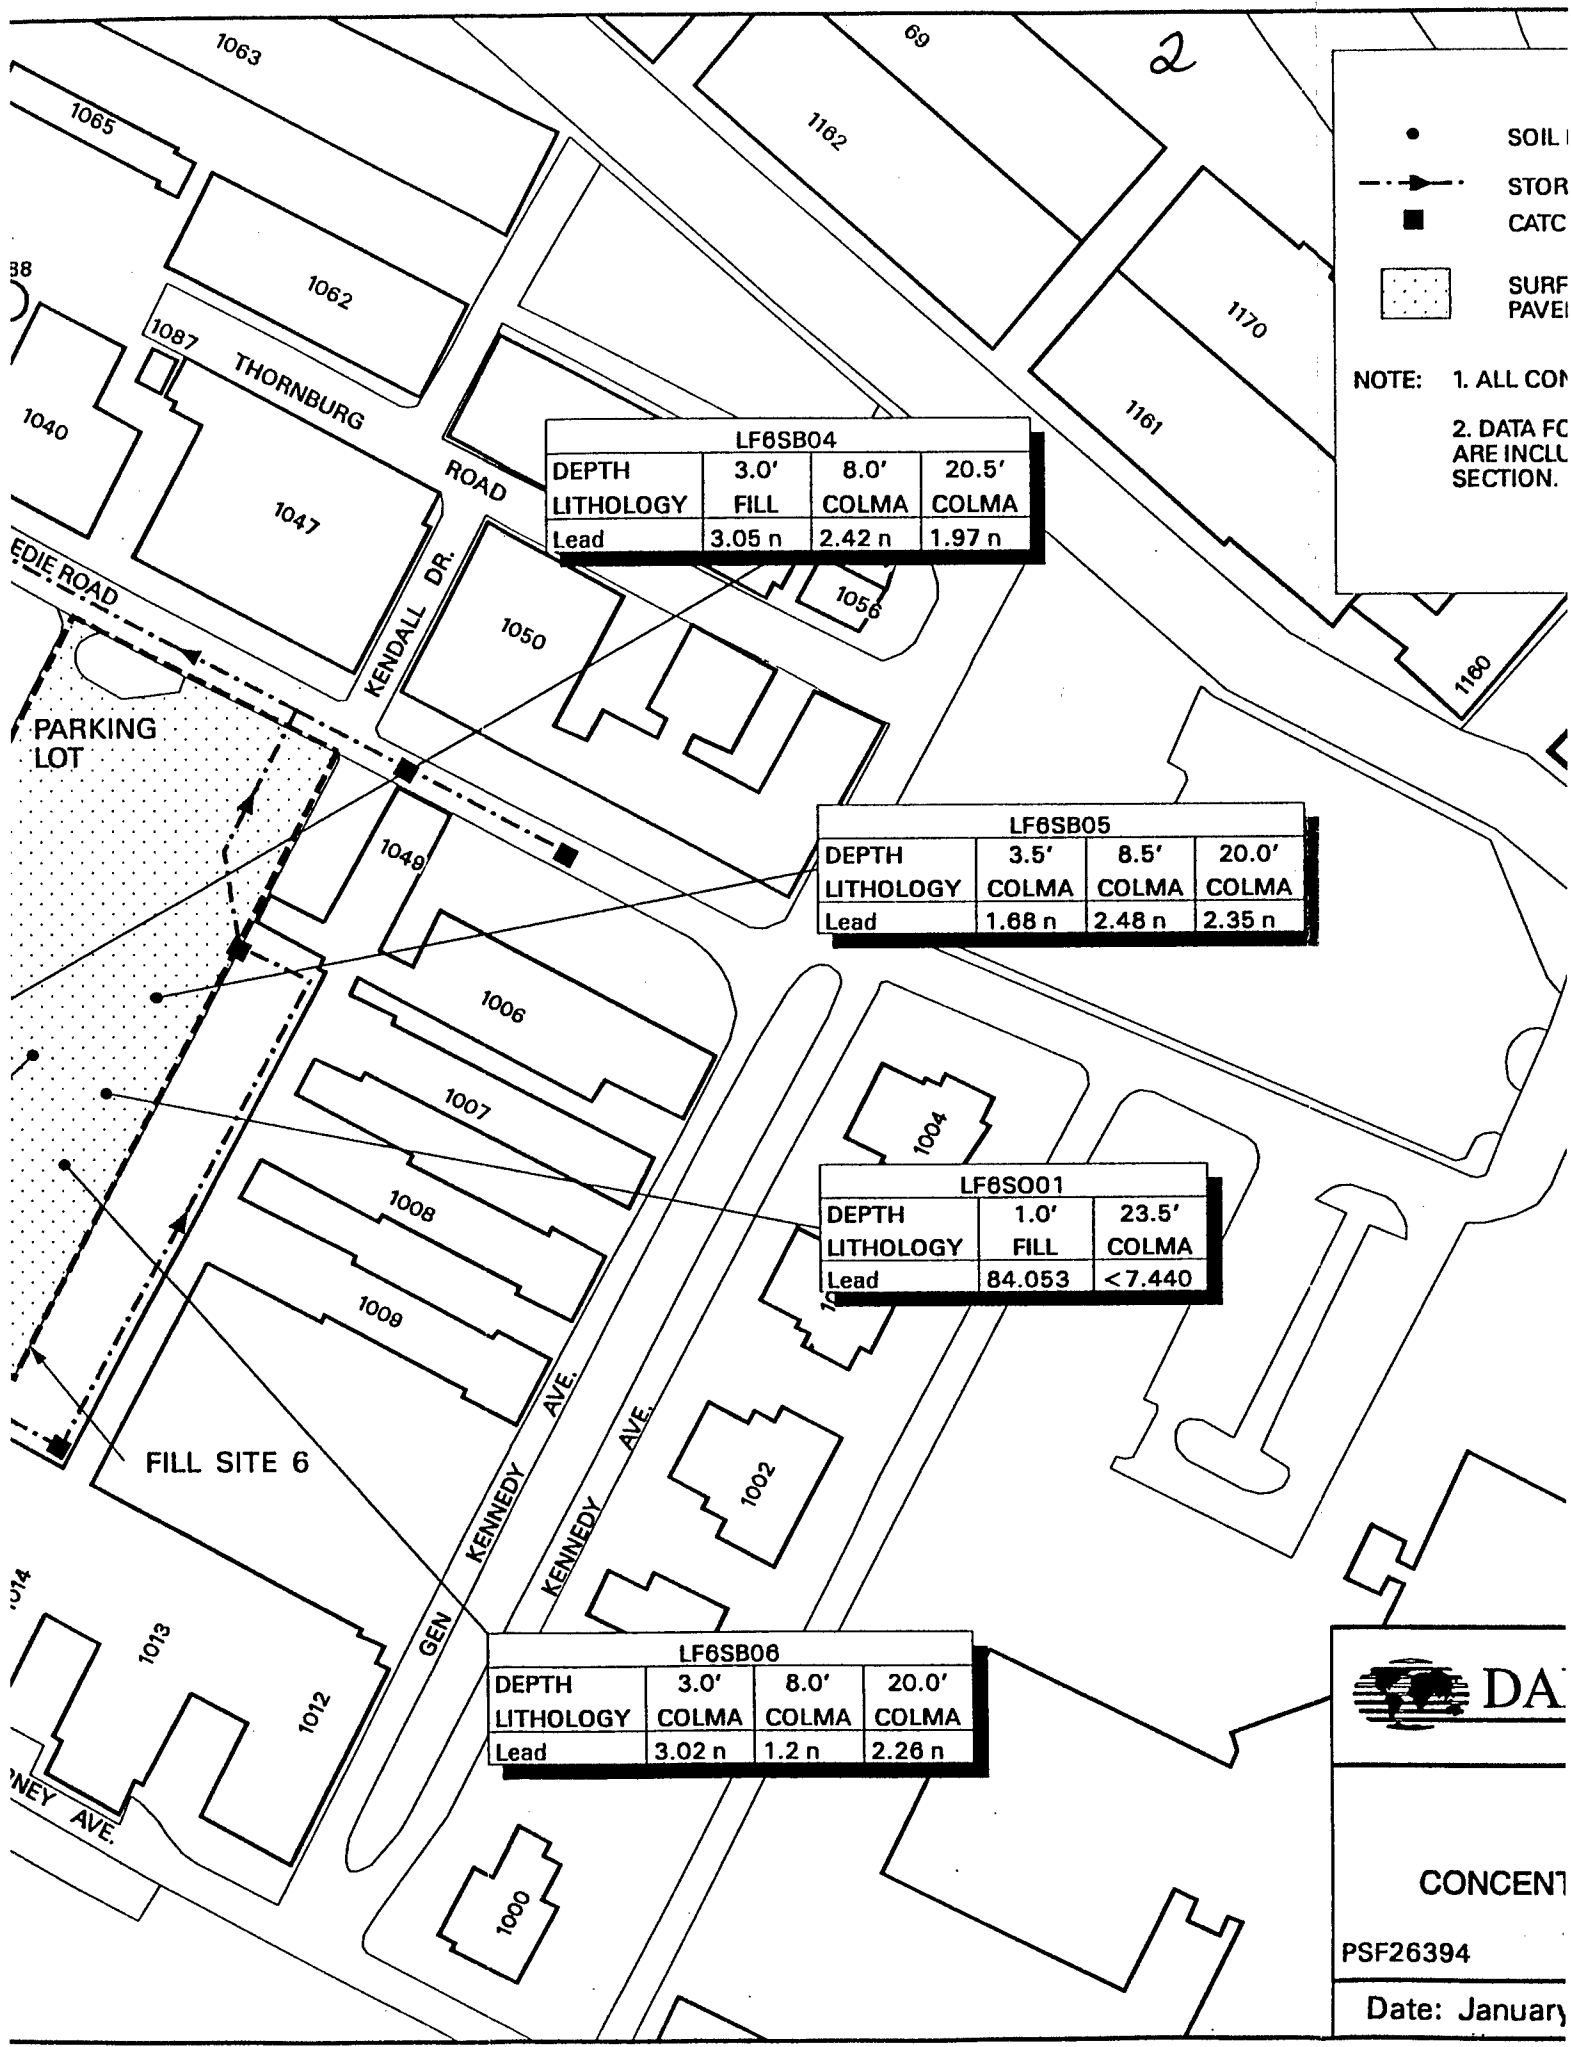 2
1063
1065
69
1162
SOIL
STOR
CATC
SURF
PAVE
NOTE: 1. ALL CON
2. DATA FO
ARE INCLU
SECTION.
1062
1087
THORNBURG
ROAD
1040
1047
EDIE ROAD
KENDALL DR.
1050
1056
1170
1161
1160
LF6SB04
DEPTH 3.0' 8.0' 20.5'
LITHOLOGY FILL COLMA COLMA
Lead 3.05 n 2.42 n 1.97 n
PARKING
LOT
1049
LF6SB05
DEPTH 3.5' 8.5' 20.0'
LITHOLOGY COLMA COLMA COLMA
Lead 1.68 n 2.48 n 2.35 n
1006
1007
1008
1009
1004
LF6SO01
DEPTH 1.0' 23.5'
LITHOLOGY FILL COLMA
Lead 84.053 <7.440
FILL SITE 6
GEN KENNEDY AVE.
KENNEDY AVE.
1002
1014
1013
1012
LF6SB06
DEPTH 3.0' 8.0' 20.0'
LITHOLOGY COLMA COLMA COLMA
Lead 3.02 n 1.2 n 2.26 n
RNEY AVE.
1000
DA
CONCENT
PSF26394
Date: January